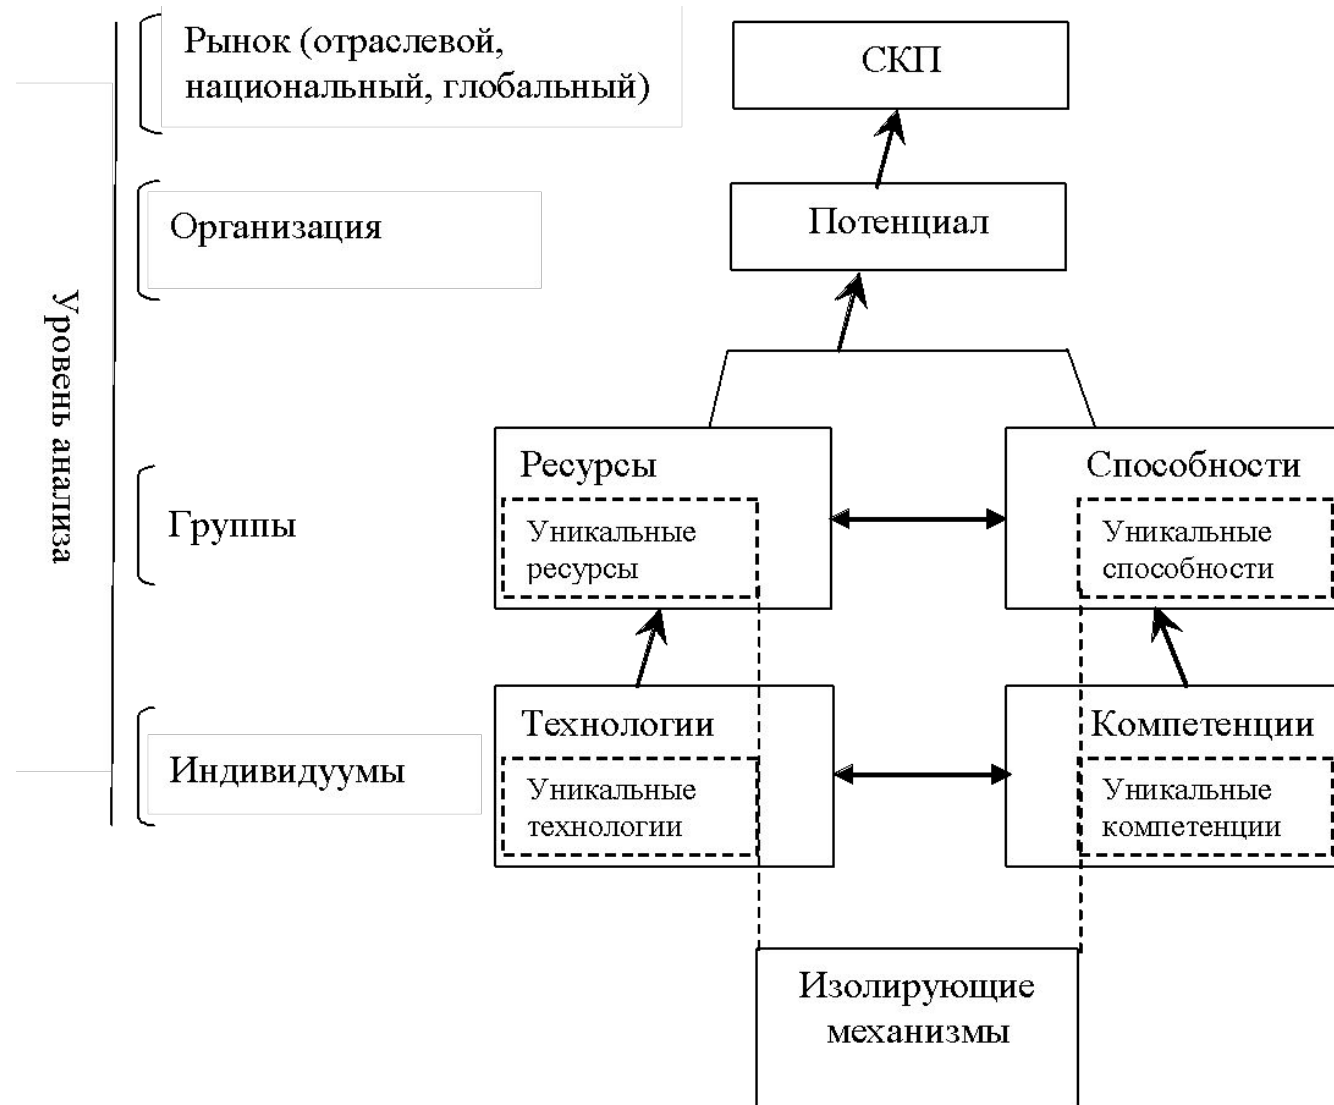 Рынок (отраслевой,
национальный, глобальный)
СКП
Организация
Потенциал
Уровень анализа
Группы
Ресурсы
Уникальные
ресурсы
Способности
Уникальные
способности
Индивидуумы
Технологии
Уникальные
технологии
Компетенции
Уникальные
компетенции
Изолирующие
механизмы